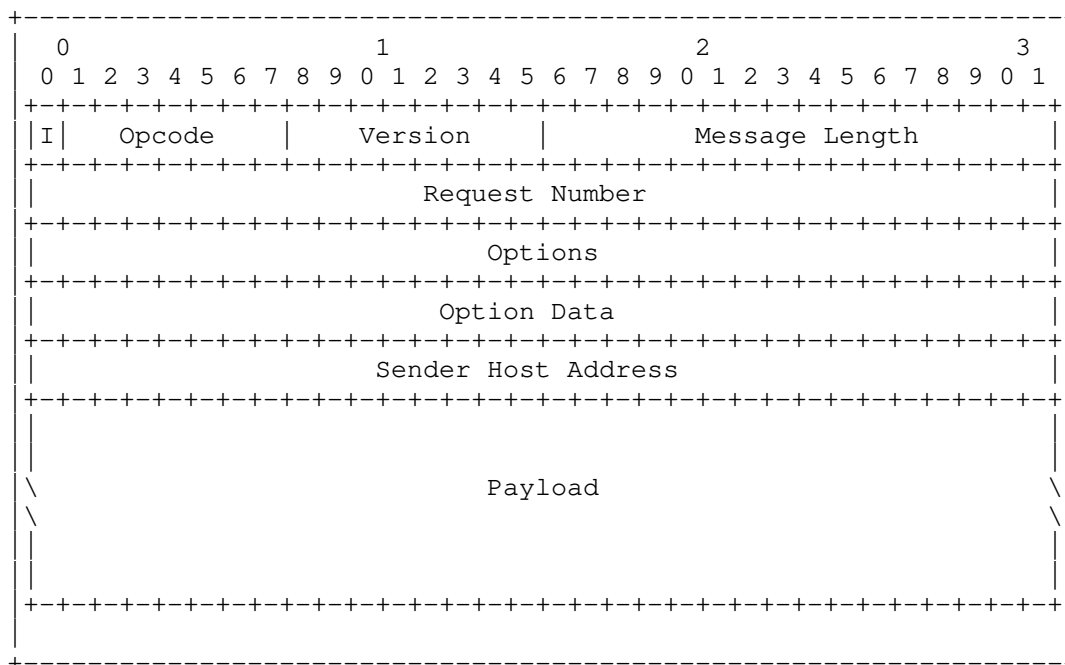 0 1 2 3
0 1 2 3 4 5 6 7 8 9 0 1 2 3 4 5 6 7 8 9 0 1 2 3 4 5 6 7 8 9 0 1
I Opcode Version Message Length
Request Number
Options
Option Data
Sender Host Address
Payload